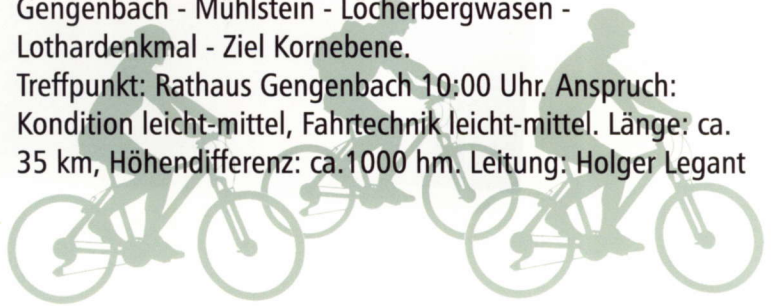 Gengenbach - Mühlstein - Löcherbergwasen -
Lothardenkmal - Ziel Kornebene.
Treffpunkt: Rathaus Gengenbach 10:00 Uhr. Anspruch:
Kondition leicht-mittel, Fahrtechnik leicht-mittel. Länge: ca.
35 km, Höhendifferenz: ca.1000 hm. Leitung: Holger Legant